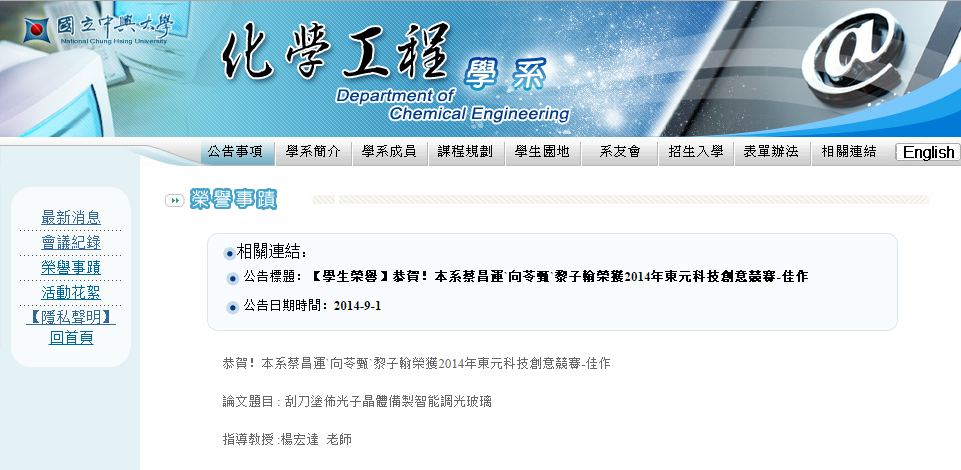 國立中興大學
National Chung Hsing University
化學工程學系
Department of
Chemical Engineering
公告事項 學系簡介 學系成員 課程規劃 學生園地 系友會 招生入學 表單辦法 相關連結 English
榮譽事蹟
最新消息
會議紀錄
榮譽事蹟
活動花絮
【隱私聲明】
回首頁
相關連結：
公告標題：【學生榮譽】恭賀！本系蔡昌運`向苓甄`黎子翰榮獲2014年東元科技創意競賽-佳作
公告日期時間：2014-9-1
恭賀！本系蔡昌運`向苓甄`黎子翰榮獲2014年東元科技創意競賽-佳作
論文題目 : 刮刀塗佈光子晶體備製智能調光玻璃
指導教授 :楊宏達 老師